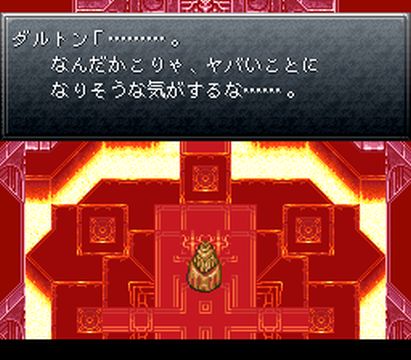 ダルトン「………。
なんだかこりゃ、ヤバいことに
なりそうな気がするな……。